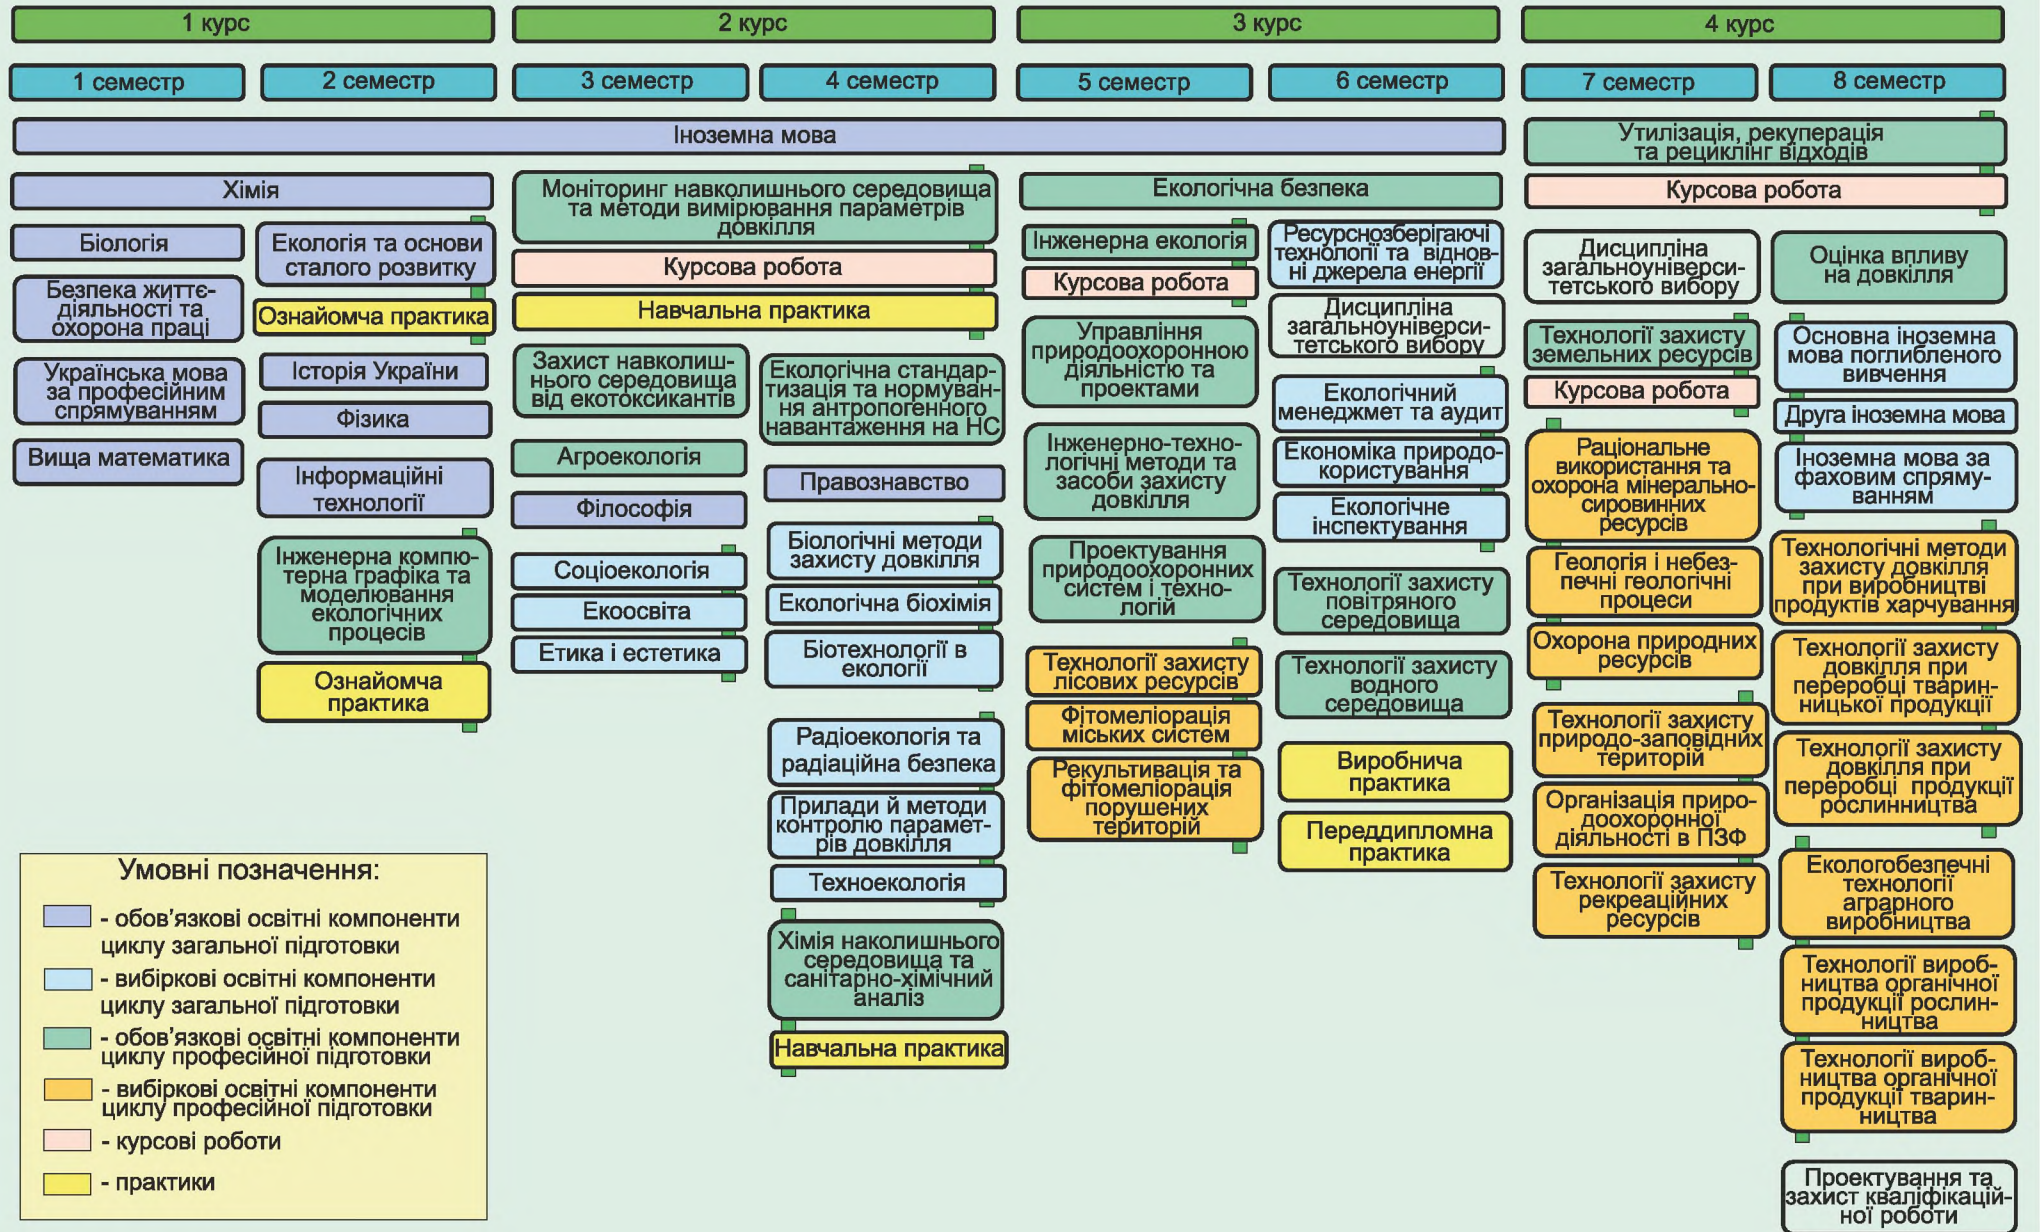 1 курс
2 курс
3 курс
4 курс
1 семестр
2 семестр
3 семестр
4 семестр
5 семестр
6 семестр
7 семестр
8 семестр
Іноземна мова
Хімія
Біологія
Безпека життє-
діяльності та
охорона праці
Українська мова
за професійним
спрямуванням
Вища математика
Екологія та основи
сталого розвитку
Ознайомча практика
Історія України
Фізика
Інформаційні
технології
Інженерна компю-
терна графіка та
моделювання
екологічних
процесів
Ознайомча
практика
Моніторинг навколишнього середовища
та методи вимірювання параметрів
довкілля
Курсова робота
Навчальна практика
Захист навколиш-
нього середовища
від екотоксикантів
Агроекологія
Філософія
Соціоекологія
Екоосвіта
Етика і естетика
Екологічна стандар-
тизація та нормуван-
ня антропогенного
навантаження на НС
Правознавство
Біологічні методи
захисту довкілля
Екологічна біохімія
Біотехнології в
екології
Радіоекологія та
радіаційна безпека
Прилади й методи
контролю парамет-
рів довкілля
Техноекологія
Хімія наколишнього
середовища та
санітарно-хімічний
аналіз
Навчальна практика
Екологічна безпека
Інженерна екологія
Курсова робота
Управління
природоохоронною
діяльністю та
проектами
Інженерно-техно-
логічні методи та
засоби захисту
довкілля
Проектування
природоохоронних
систем і техно-
логій
Технології захисту
лісових ресурсів
Фітомеліорація
міських систем
Рекультивація та
фітомеліорація
порушених
територій
Ресурснозберігаючі
технології та віднов-
ні джерела енергії
Дисципліна
загальноуніверси-
тетського вибору
Екологічний
менеджмет та аудит
Економіка природо-
користування
Екологічне
інспектування
Технології захисту
повітряного
середовища
Технології захисту
водного
середовища
Виробнича
практика
Переддипломна
практика
Утилізація, рекуперація
та рециклінг відходів
Курсова робота
Дисципліна
загальноуніверси-
тетського вибору
Технології захисту
земельних ресурсів
Курсова робота
Раціональне
використання та
охорона мінерально-
сировинних
ресурсів
Геологія і небез-
печні геологічні
процеси
Охорона природних
ресурсів
Технології захисту
природо-заповідних
територій
Організація приро-
доохоронної
діяльності в ПЗФ
Технології захисту
рекреаційних
ресурсів
Оцінка впливу
на довкілля
Основна іноземна
мова поглибленого
вивчення
Друга іноземна мова
Іноземна мова за
фаховим спряму-
ванням
Технологічні методи
захисту довкілля
при виробництві
продуктів харчування
Технології захисту
довкілля при
переробці тварин-
ницької продукції
Технології захисту
довкілля при
переробці продукції
рослинництва
Екологобезпечні
технології
аграрного
виробництва
Технології вироб-
ництва органічної
продукції рослин-
ництва
Технології вироб-
ництва органічної
продукції тварин-
ництва
Проектування та
захист кваліфікацій-
ної роботи
Умовні позначення:
- обов’язкові освітні компоненти
циклу загальної підготовки
- вибіркові освітні компоненти
циклу загальної підготовки
- обов’язкові освітні компоненти
циклу професійної підготовки
- вибіркові освітні компоненти
циклу професійної підготовки
- курсові роботи
- практики